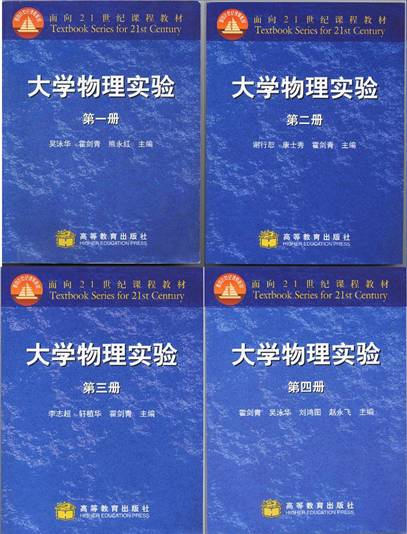 面向21世纪课程教材
Textbook Series for 21st Century
大学物理实验
第一册
吴泳华 霍剑青 熊永红 主编
高等教育出版社
HIGHER EDUCATION PRESS
面向21世纪课程教材
Textbook Series for 21st Century
大学物理实验
第二册
谢行恕 康士秀 霍剑青 主编
高等教育出版社
HIGHER EDUCATION PRESS
面向21世纪课程教材
Textbook Series for 21st Century
大学物理实验
第三册
李志超 轩植华 霍剑青 主编
高等教育出版社
HIGHER EDUCATION PRESS
面向21世纪课程教材
Textbook Series for 21st Century
大学物理实验
第四册
霍剑青 吴泳华 刘鸿图 赵永飞 主编
高等教育出版社
HIGHER EDUCATION PRESS